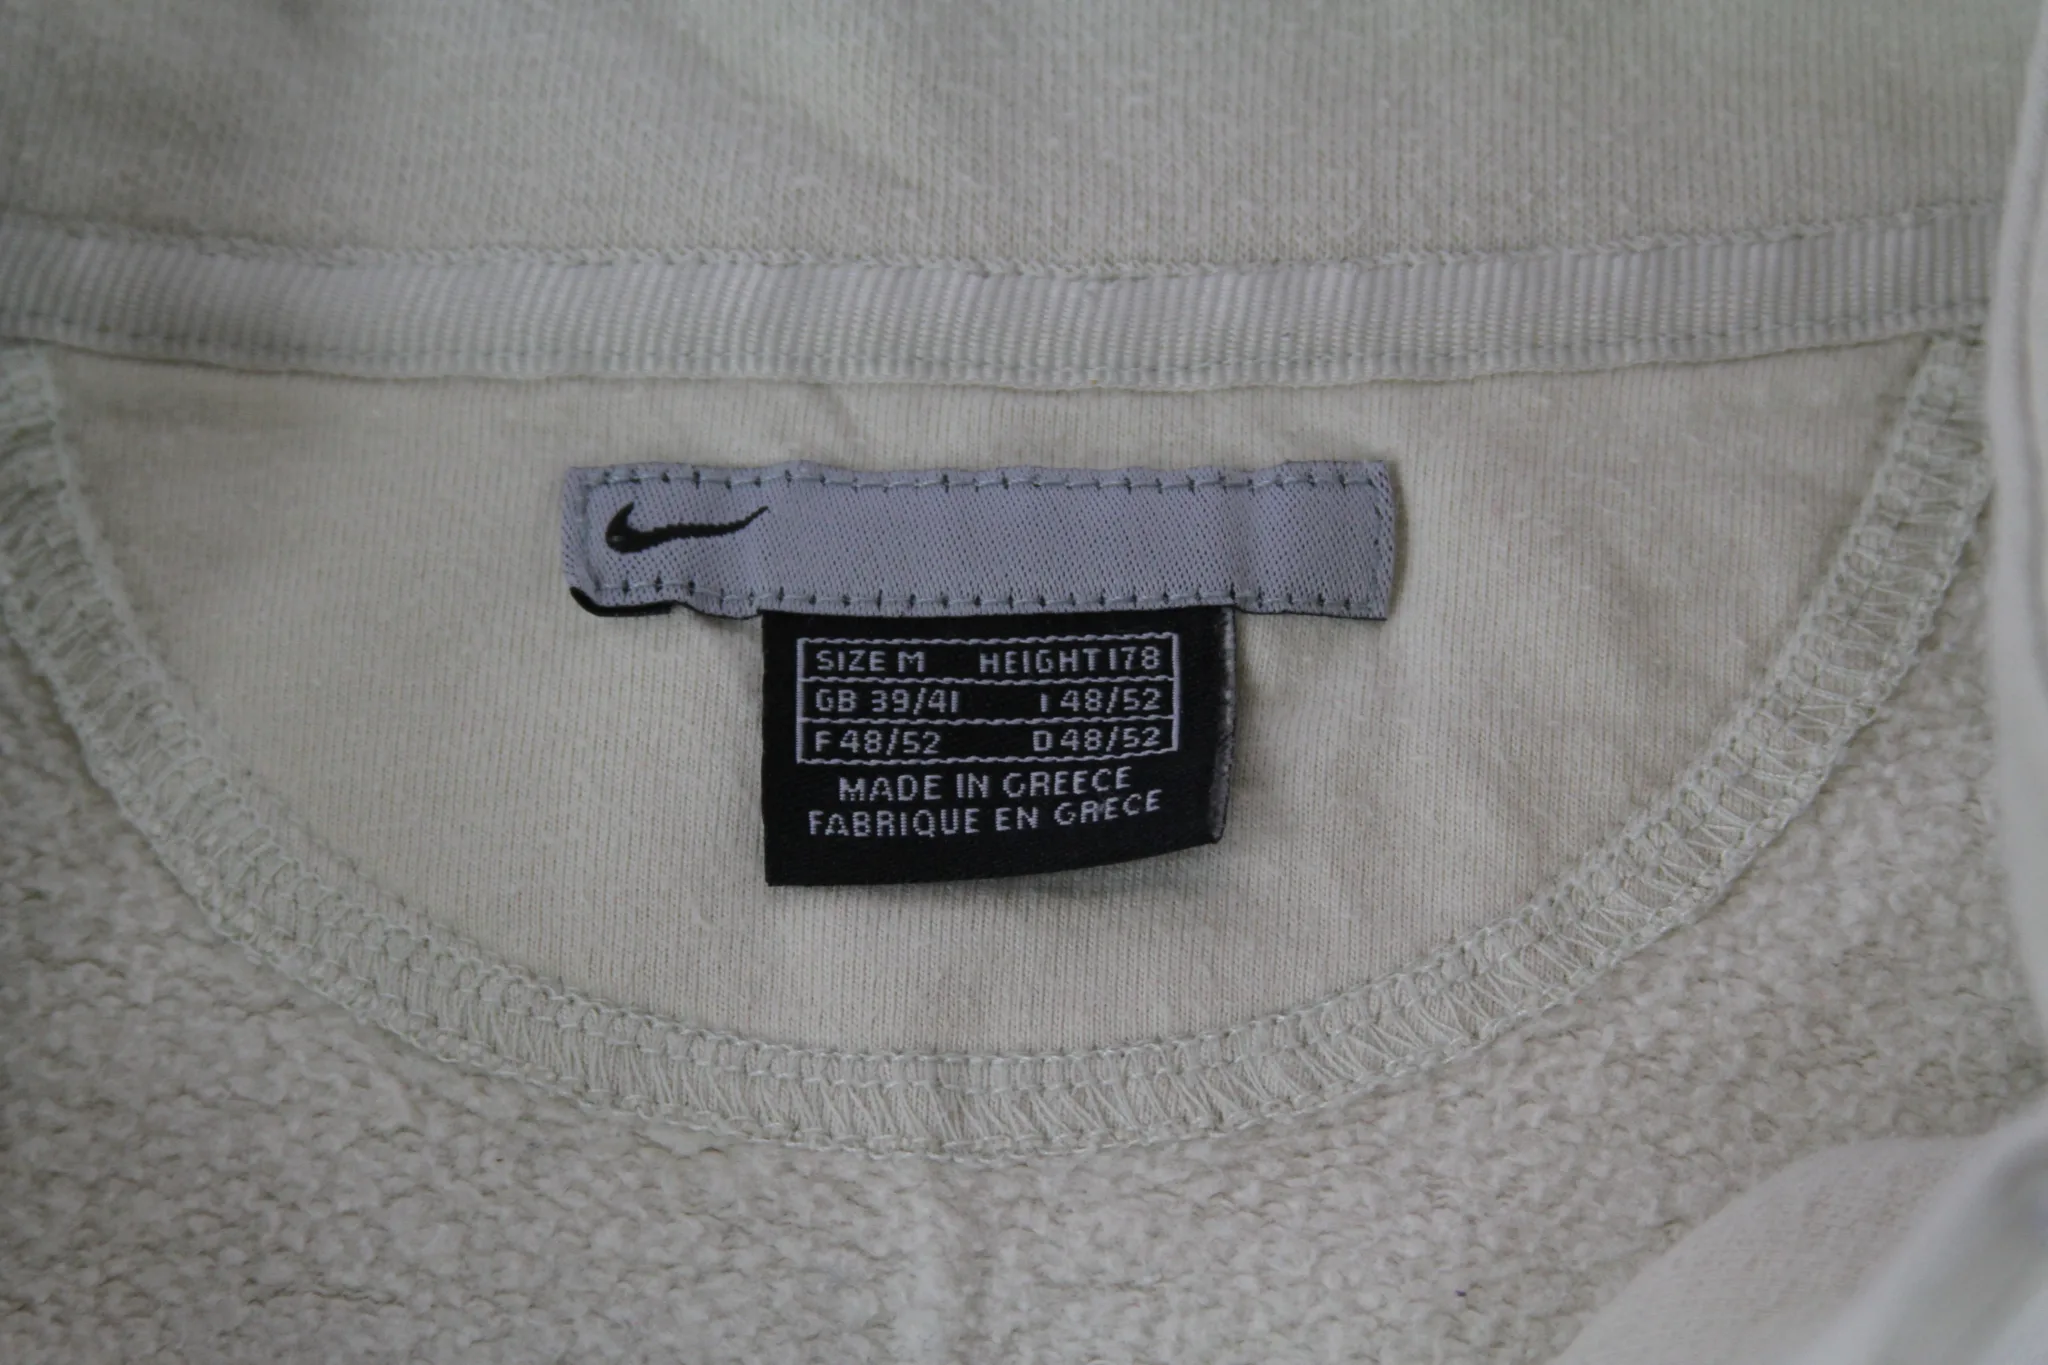 SIZE M HEIGHT 178
GB 39/41 I 48/52
F 48/52 D 48/52
MADE IN GREECE
FABRIQUE EN GRECE